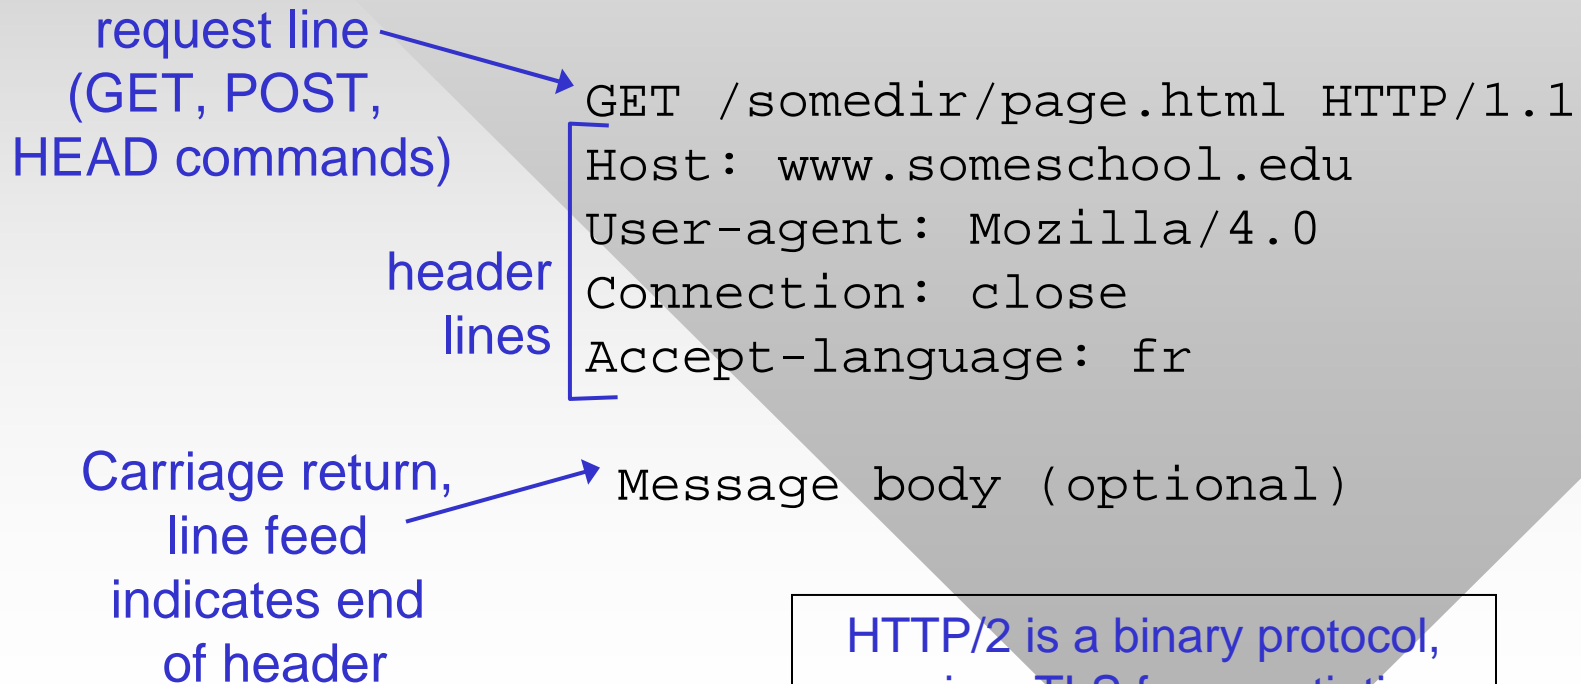 request line
(GET, POST,
HEAD commands)
GET /somedir/page.html HTTP/1.1
Host: www.someschool.edu
User-agent: Mozilla/4.0
Connection: close
Accept-language: fr
header
lines
Carriage return,
line feed
indicates end
of header
Message body (optional)
HTTP/2 is a binary protocol,
TLS